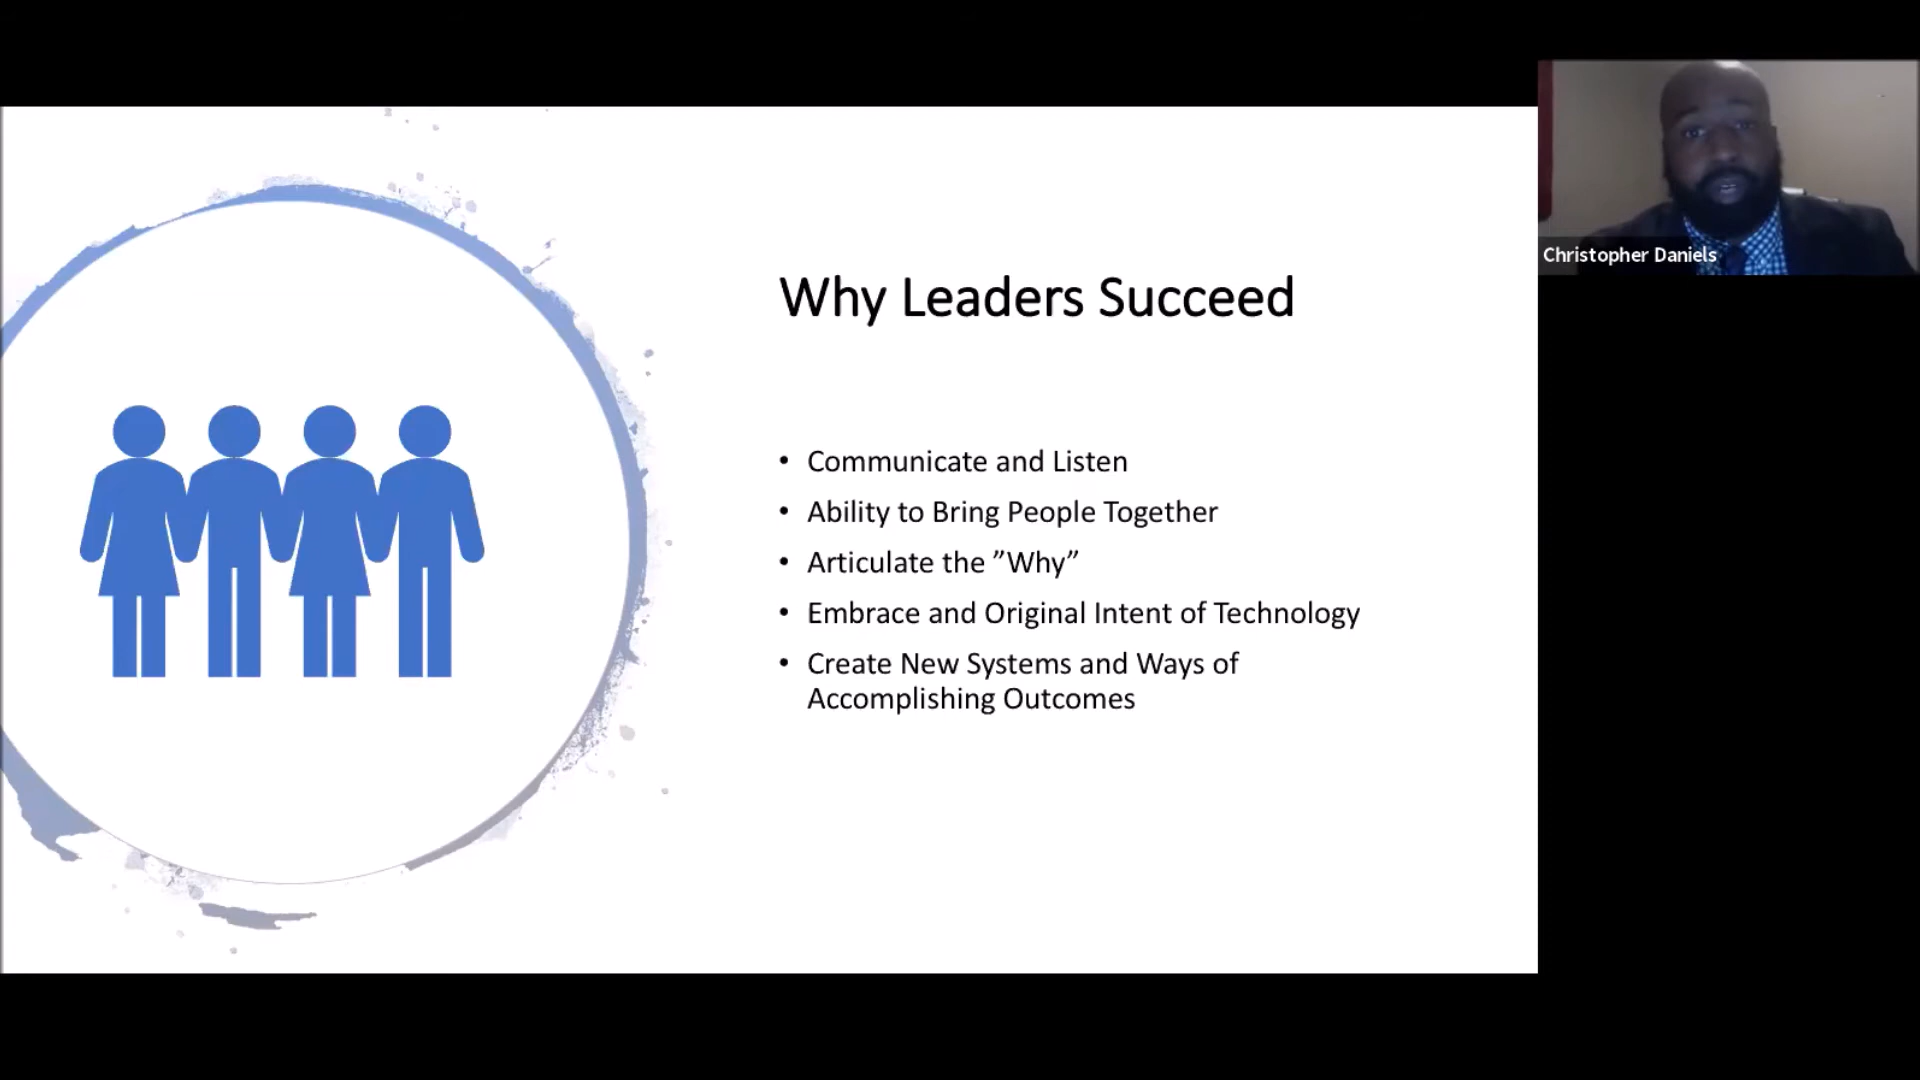 Why Leaders Succeed
• Communicate and Listen
• Ability to Bring People Together
• Articulate the ”Why”
• Embrace and Original Intent of Technology
• Create New Systems and Ways of
Accomplishing Outcomes
Christopher Daniels